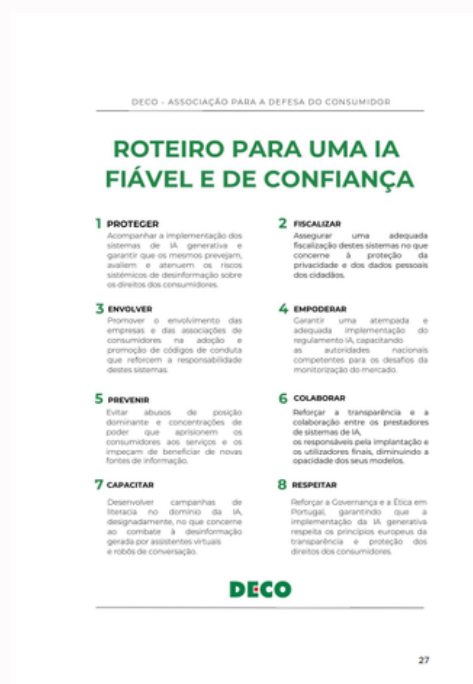 DECO - ASSOCIAÇÃO PARA A DEFESA DO CONSUMIDOR
ROTEIRO PARA UMA IA
FIÁVEL E DE CONFIANÇA
1 PROTEGER
Acompanhar a implementação dos
sistemas de IA generativa e
garantir que os mesmos prevejam,
avaliem e atenuem os riscos
sistémicos de desinformação sobre
os direitos dos consumidores.
2 FISCALIZAR
Assegurar uma adequada
fiscalização destes sistemas no que
concerne à proteção da
privacidade e dos dados pessoais
dos cidadãos.
3 ENVOLVER
Promover o envolvimento das
empresas e das associações de
consumidores na adoção e
promoção de códigos de conduta
que reforcem a responsabilidade
destes sistemas.
4 EMPODERAR
Garantir uma atempada e
adequada implementação do
regulamento IA, capacitando
as autoridades nacionais
competentes para os desafios da
monitorização do mercado.
5 PREVENIR
Evitar abusos de posição
dominante e concentrações de
poder que aprisionem os
consumidores aos serviços e os
impeçam de beneficiar de novas
fontes de informação.
6 COLABORAR
Reforçar a transparência e a
colaboração entre os prestadores
de sistemas de IA,
os responsáveis pela implantação e
os utilizadores finais, diminuindo a
opacidade dos seus modelos.
7 CAPACITAR
Desenvolver campanhas de
literacia no domínio da IA,
designadamente, no que concerne
ao combate à desinformação
gerada por assistentes virtuais
e robôs de conversação.
8 RESPEITAR
Reforçar a Governança e a Ética em
Portugal, garantindo que a
implementação da IA generativa
respeita os princípios europeus da
transparência e proteção dos
direitos dos consumidores.
DECO
27